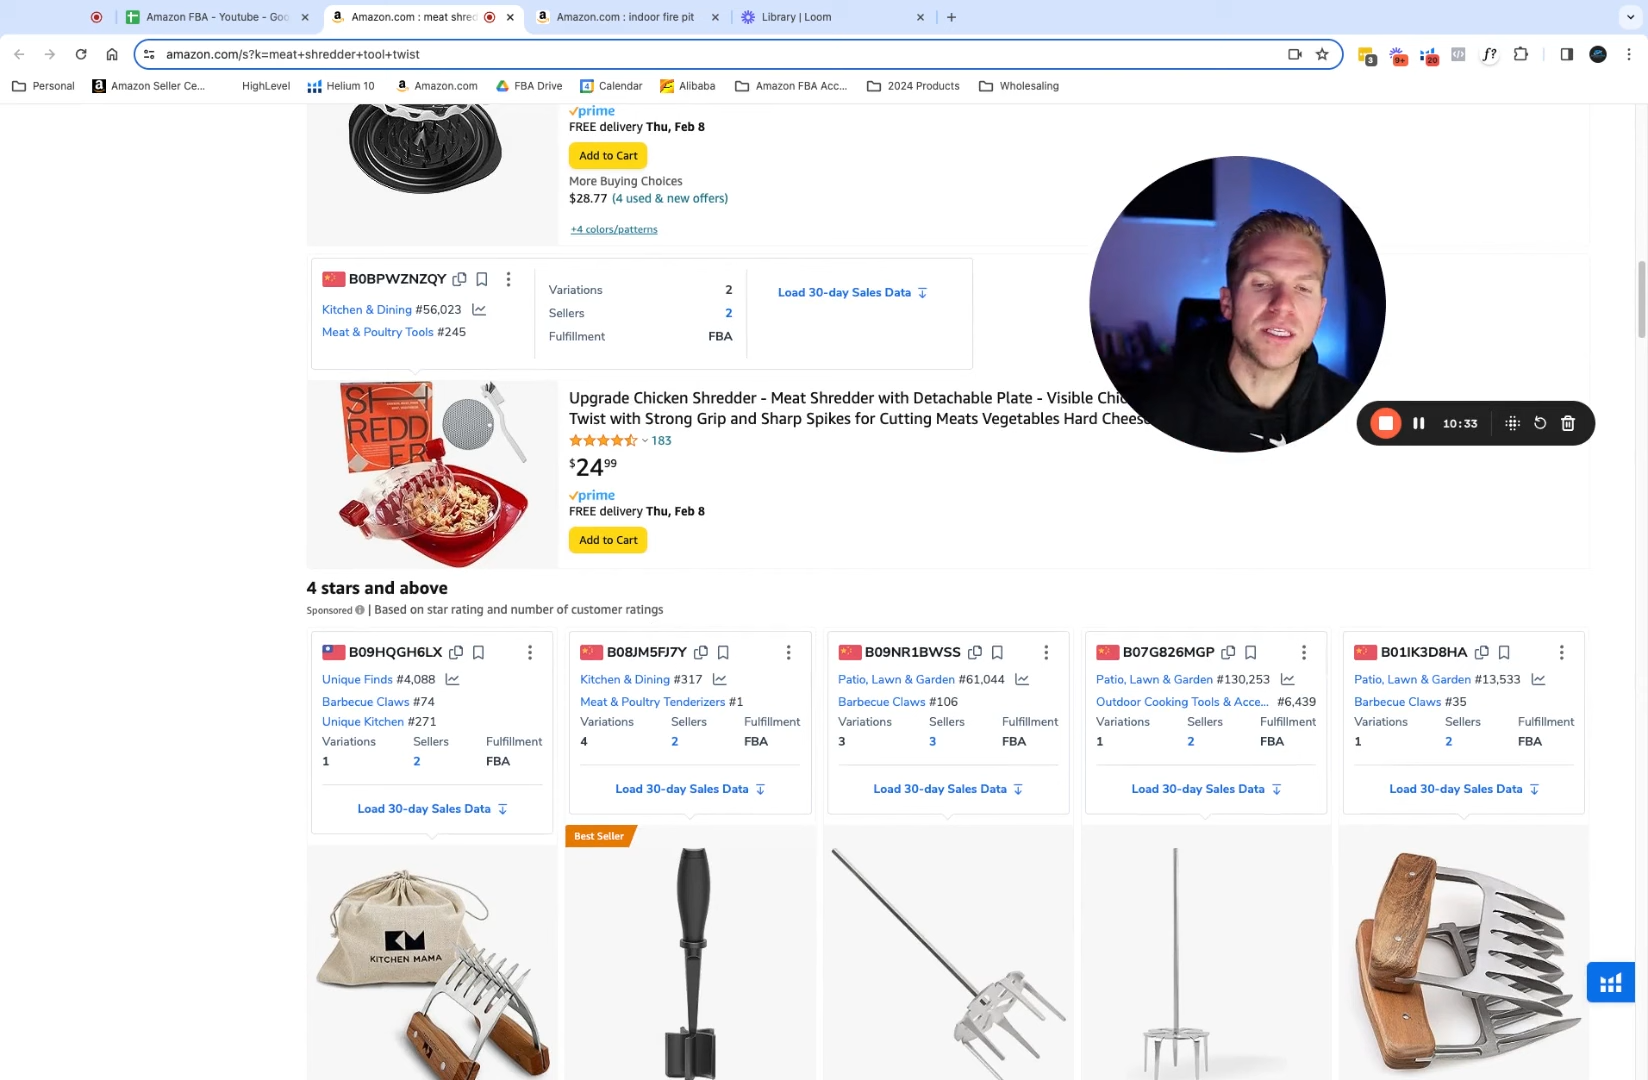 Amazon FBA - Youtube - Goo
Amazon.com : meat shred
Amazon.com : indoor fire pit
Library | Loom
amazon.com/s?k=meat+shredder+tool+twist
3
9+
20
f?
Personal
Amazon Seller Ce...
HighLevel
Helium 10
Amazon.com
FBA Drive
Calendar
Alibaba
Amazon FBA Acc...
2024 Products
Wholesaling
prime
FREE delivery Thu, Feb 8
Add to Cart
More Buying Choices
$28.77 (4 used & new offers)
+4 colors/patterns
B0BPWZNZQY
Kitchen & Dining #56,023
Meat & Poultry Tools #245
Variations 2
Sellers 2
Fulfillment FBA
Load 30-day Sales Data
10:33
SH
REDD
ER
Upgrade Chicken Shredder - Meat Shredder with Detachable Plate - Visible Chi
Twist with Strong Grip and Sharp Spikes for Cutting Meats Vegetables Hard Cheese
183
$24 99
prime
FREE delivery Thu, Feb 8
Add to Cart
4 stars and above
Sponsored | Based on star rating and number of customer ratings
B09HQGH6LX
Unique Finds #4,088
Barbecue Claws #74
Unique Kitchen #271
Variations Sellers Fulfillment
1 2 FBA
Load 30-day Sales Data
B08JM5FJ7Y
Kitchen & Dining #317
Meat & Poultry Tenderizers #1
Variations Sellers Fulfillment
4 2 FBA
Load 30-day Sales Data
B09NR1BWSS
Patio, Lawn & Garden #61,044
Barbecue Claws #106
Variations Sellers Fulfillment
3 3 FBA
Load 30-day Sales Data
B07G826MGP
Patio, Lawn & Garden #130,253
Outdoor Cooking Tools & Acce... #6,439
Variations Sellers Fulfillment
1 2 FBA
Load 30-day Sales Data
B01IK3D8HA
Patio, Lawn & Garden #13,533
Barbecue Claws #35
Variations Sellers Fulfillment
1 2 FBA
Load 30-day Sales Data
Best Seller
KM
KITCHEN MAMA